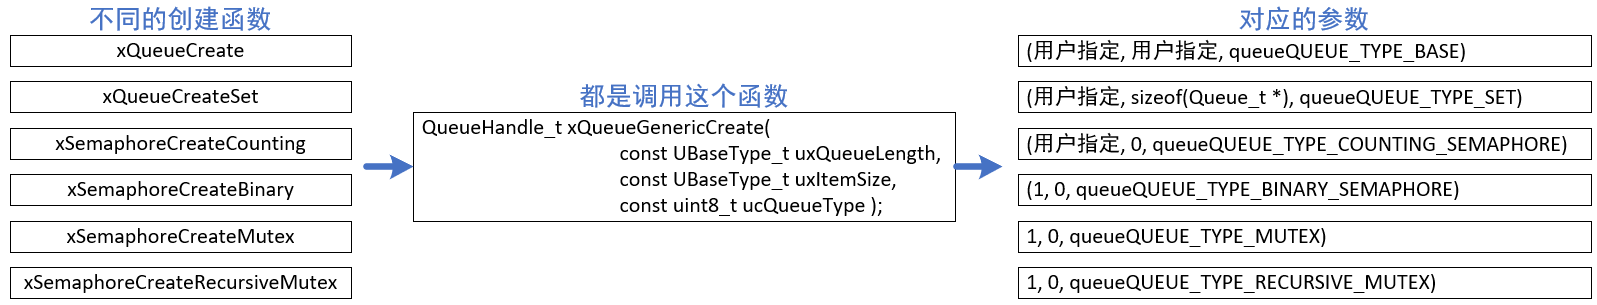 不同的创建函数
xQueueCreate
xQueueCreateSet
xSemaphoreCreateCounting
xSemaphoreCreateBinary
xSemaphoreCreateMutex
xSemaphoreCreateRecursiveMutex
都是调用这个函数
QueueHandle_t xQueueGenericCreate(
const UBaseType_t uxQueueLength,
const UBaseType_t uxItemSize,
const uint8_t ucQueueType );
对应的参数
(用户指定, 用户指定, queueQUEUE_TYPE_BASE)
(用户指定, sizeof(Queue_t *), queueQUEUE_TYPE_SET)
(用户指定, 0, queueQUEUE_TYPE_COUNTING_SEMAPHORE)
(1, 0, queueQUEUE_TYPE_BINARY_SEMAPHORE)
1, 0, queueQUEUE_TYPE_MUTEX)
1, 0, queueQUEUE_TYPE_RECURSIVE_MUTEX)